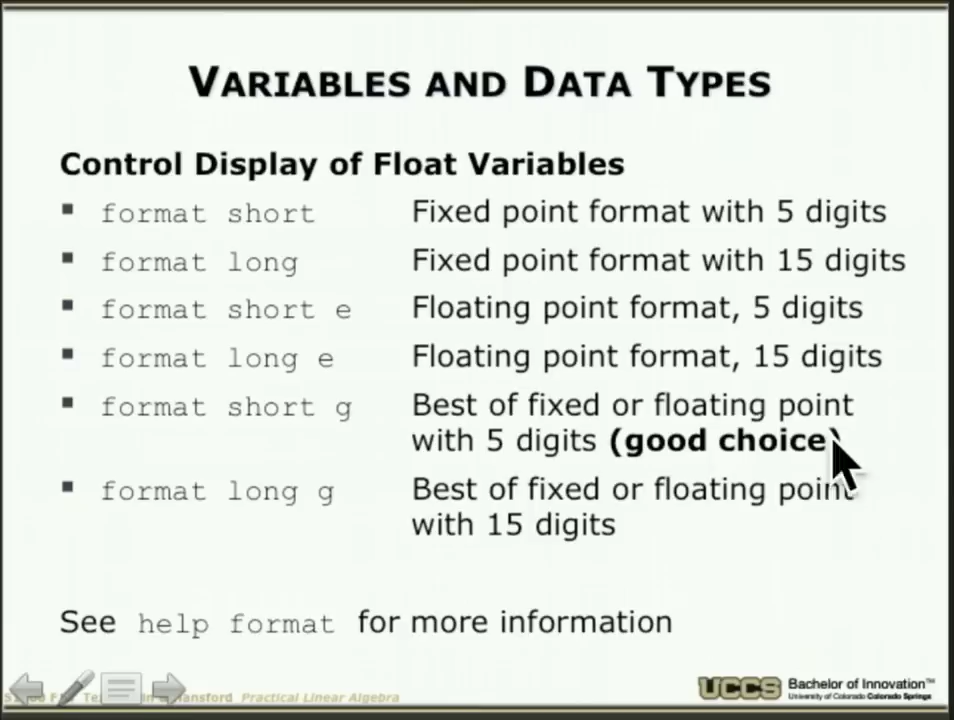 VARIABLES AND DATA TYPES
Control Display of Float Variables
format short Fixed point format with 5 digits
format long Fixed point format with 15 digits
format short e Floating point format, 5 digits
format long e Floating point format, 15 digits
format short g Best of fixed or floating point
with 5 digits (good choice)
format long g Best of fixed or floating point
with 15 digits
See help format for more information
Practical Linear Algebra
UCCS Bachelor of Innovation™
University of Colorado Colorado Springs